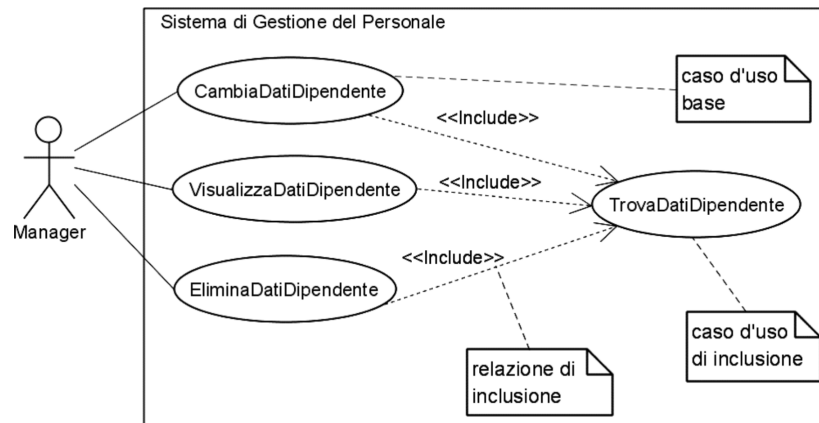 Sistema di Gestione del Personale
CambiaDatiDipendente
caso d'uso
base
<<Include>>
Manager
VisualizzaDatiDipendente
<<Include>>
TrovaDatiDipendente
<<Include>>
EliminaDatiDipendente
caso d'uso
di inclusione
relazione di
inclusione